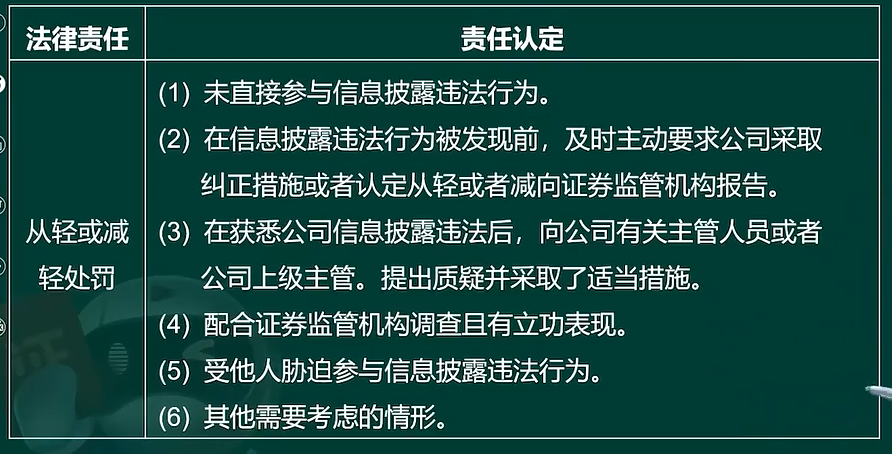 法律责任
责任认定
从轻或减
轻处罚
(1) 未直接参与信息披露违法行为。
(2) 在信息披露违法行为被发现前，及时主动要求公司采取
纠正措施或者认定从轻或者减向证券监管机构报告。
(3) 在获悉公司信息披露违法后，向公司有关主管人员或者
公司上级主管。提出质疑并采取了适当措施。
(4) 配合证券监管机构调查且有立功表现。
(5) 受他人胁迫参与信息披露违法行为。
(6) 其他需要考虑的情形。